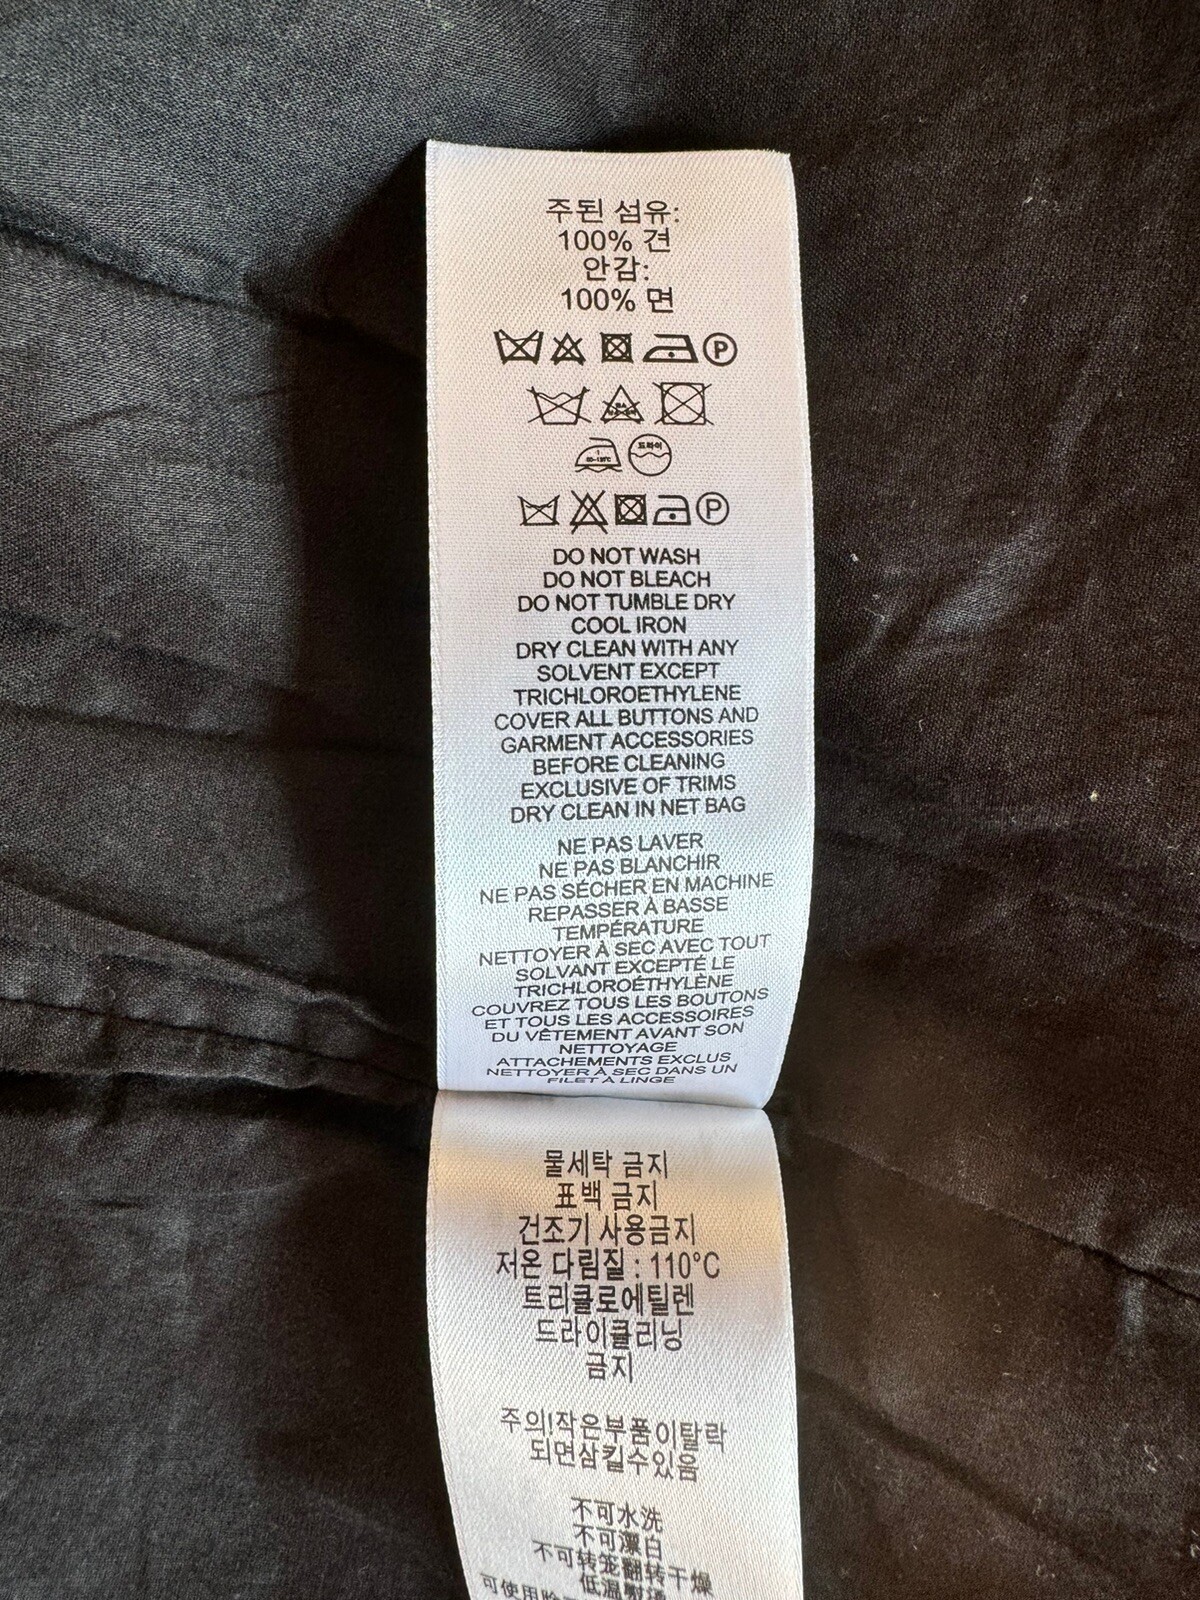 주된 섬유:
100% 견
안감:
100% 면
P
드라이
P
DO NOT WASH
DO NOT BLEACH
DO NOT TUMBLE DRY
COOL IRON
DRY CLEAN WITH ANY
SOLVENT EXCEPT
TRICHLOROETHYLENE
COVER ALL BUTTONS AND
GARMENT ACCESSORIES
BEFORE CLEANING
EXCLUSIVE OF TRIMS
DRY CLEAN IN NET BAG
NE PAS LAVER
NE PAS BLANCHIR
NE PAS SÉCHER EN MACHINE
REPASSER À BASSE
TEMPÉRATURE
NETTOYER À SEC AVEC TOUT
SOLVANT EXCEPTÉ LE
TRICHLOROÉTHYLÈNE
COUVREZ TOUS LES BOUTONS
ET TOUS LES ACCESSOIRES
DU VÊTEMENT AVANT SON
NETTOYAGE
ATTACHEMENTS EXCLUS
NETTOYER À SEC DANS UN
FILET À LINGE
물세탁 금지
표백 금지
건조기 사용금지
저온 다림질 : 110°C
트리클로에틸렌
드라이클리닝
금지
주의!작은부품이탈락
되면삼킬수있음
不可水洗
不可漂白
不可转笼翻转干燥
低温熨烫
可使用除